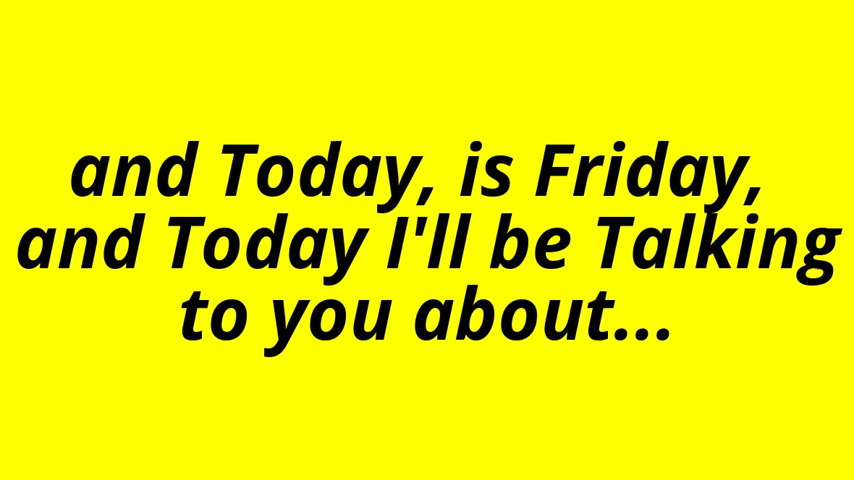 and Today, is Friday,
and Today I'll be Talking
to you about...